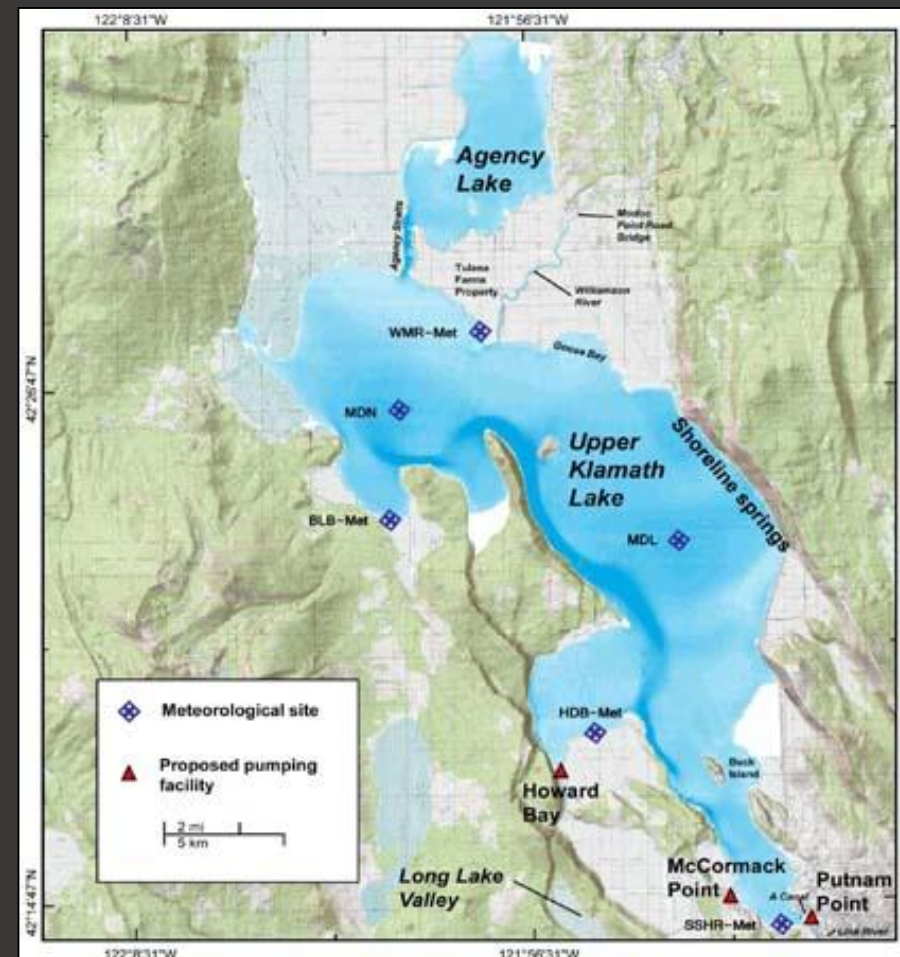 122°8'31"W
121°56'31"W
Agency
Lake
Agency Straits
Modoc
Point Road
Bridge
Tulana
Farms
Property
Williamson
River
WMR-Met
Goose Bay
42°26'47"N
MDN
Upper
Klamath
Lake
Shoreline springs
BLB-Met
MDL
Meteorological site
HDB-Met
Proposed pumping
facility
Buck
Island
Howard
Bay
2 mi
5 km
McCormack
Point
Long Lake
Valley
A Canal
Putnam
Point
42°14'47"N
SSHR-Met
Link River
122°8'31"W
121°56'31"W